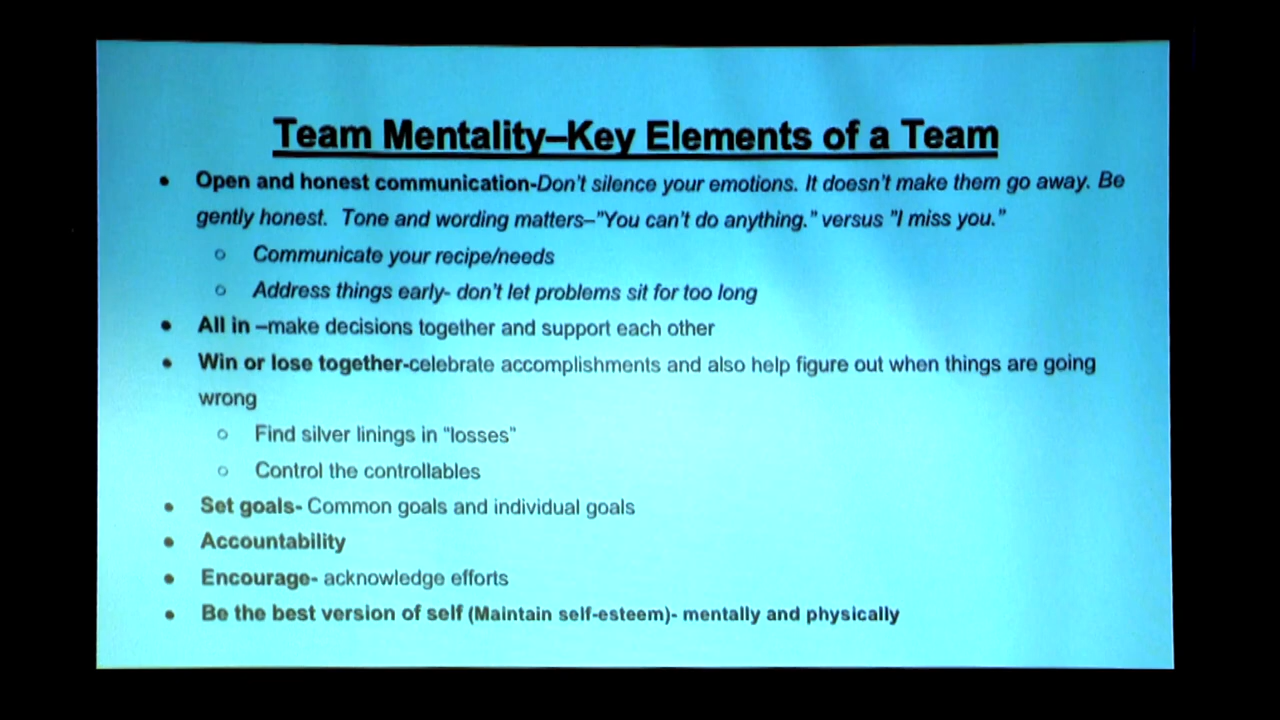 Team Mentality–Key Elements of a Team
• Open and honest communication-Don't silence your emotions. It doesn't make them go away. Be
gently honest. Tone and wording matters–"You can't do anything." versus "I miss you."
○ Communicate your recipe/needs
○ Address things early- don't let problems sit for too long
• All in –make decisions together and support each other
• Win or lose together-celebrate accomplishments and also help figure out when things are going
wrong
○ Find silver linings in "losses"
○ Control the controllables
• Set goals- Common goals and individual goals
• Accountability
• Encourage- acknowledge efforts
• Be the best version of self (Maintain self-esteem)- mentally and physically